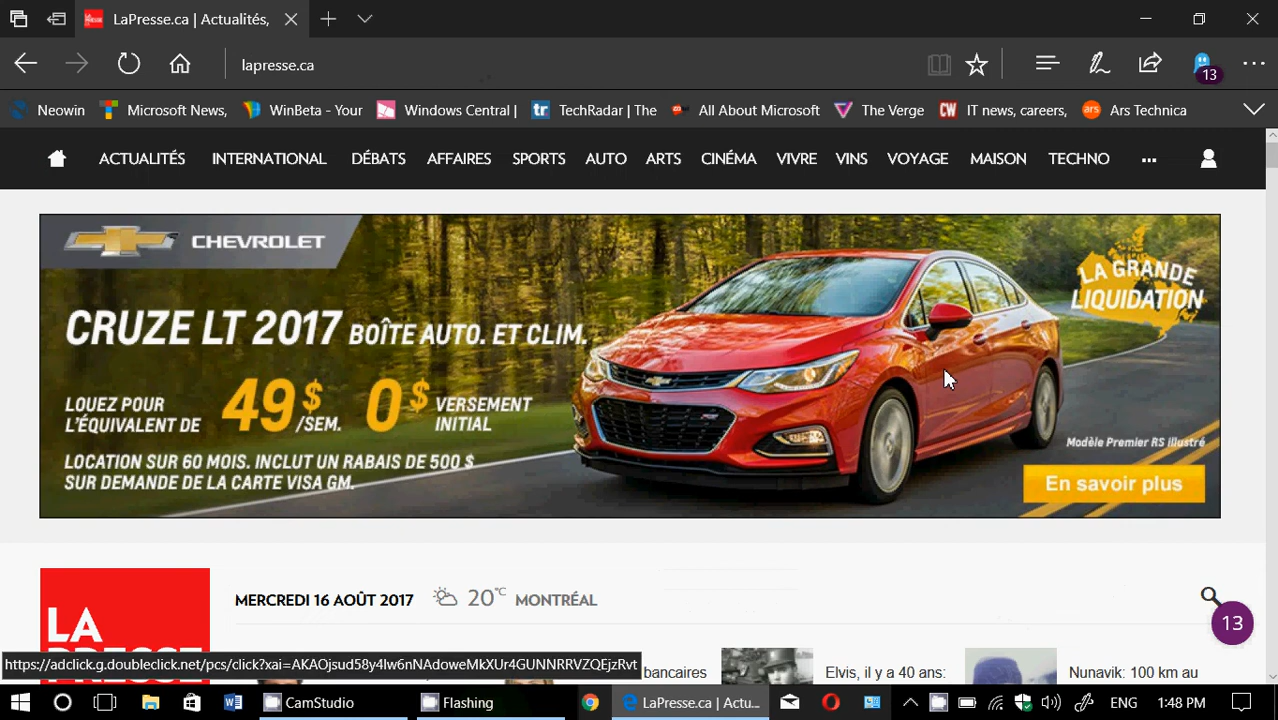 LaPresse.ca | Actualités,
lapresse.ca
13
Neowin Microsoft News, WinBeta - Your Windows Central | TechRadar | The All About Microsoft The Verge IT news, careers, Ars Technica
ACTUALITÉS INTERNATIONAL DÉBATS AFFAIRES SPORTS AUTO ARTS CINÉMA VIVRE VINS VOYAGE MAISON TECHNO ...
CHEVROLET
LA GRANDE
LIQUIDATION
CRUZE LT 2017 BOÎTE AUTO. ET CLIM.
LOUEZ POUR
L'ÉQUIVALENT DE
49$
/SEM.
0$
VERSEMENT
INITIAL
LOCATION SUR 60 MOIS. INCLUT UN RABAIS DE 500 $
SUR DEMANDE DE LA CARTE VISA GM.
Modèle Premier RS illustré
En savoir plus
MERCREDI 16 AOÛT 2017 20°C MONTRÉAL
LA
PRESSE
13
https://adclick.g.doubleclick.net/pcs/click?xai=AKAOjsud58y4lw6nNAdoweMkXUr4GUNNRRVZQEjzRvt
bancaires Elvis, il y a 40 ans: Nunavik: 100 km au
CamStudio Flashing LaPresse.ca | Actu... ENG 1:48 PM